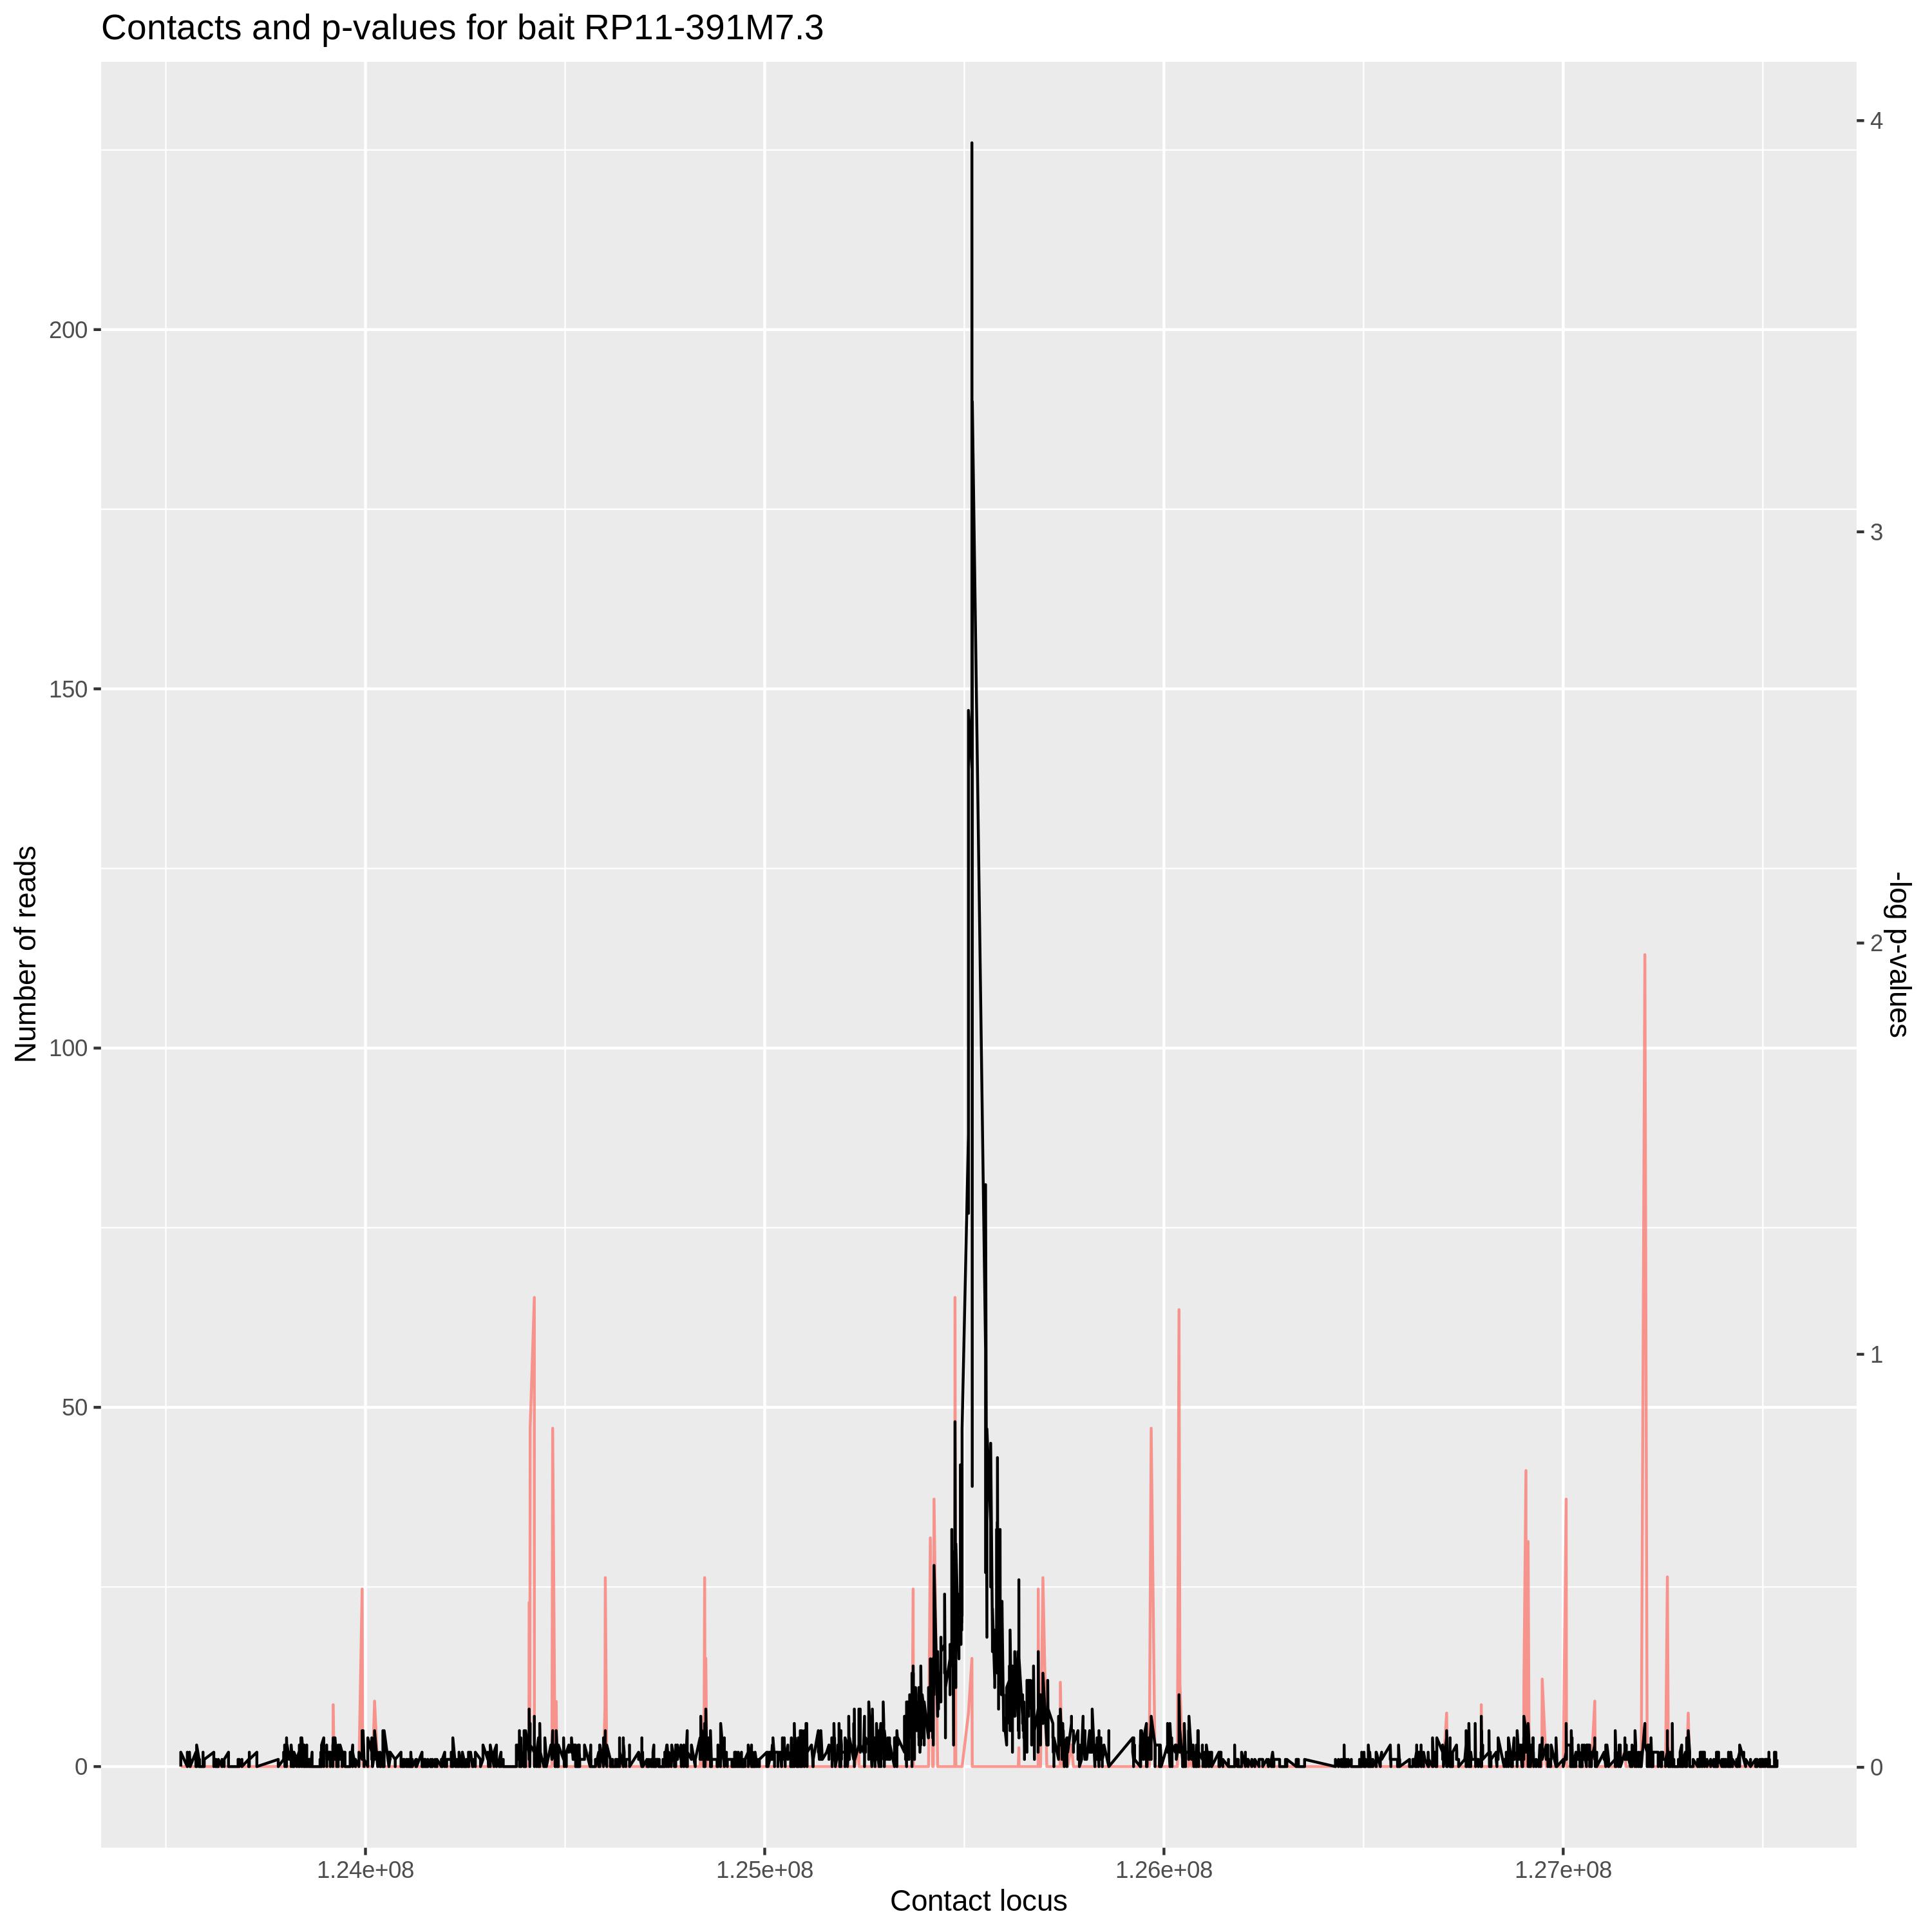 Contacts and p-values for bait RP11-391M7.3
Number of reads
200
150
100
50
0
4
3
2
1
0
-log p-values
1.24e+08
1.25e+08
1.26e+08
1.27e+08
Contact locus